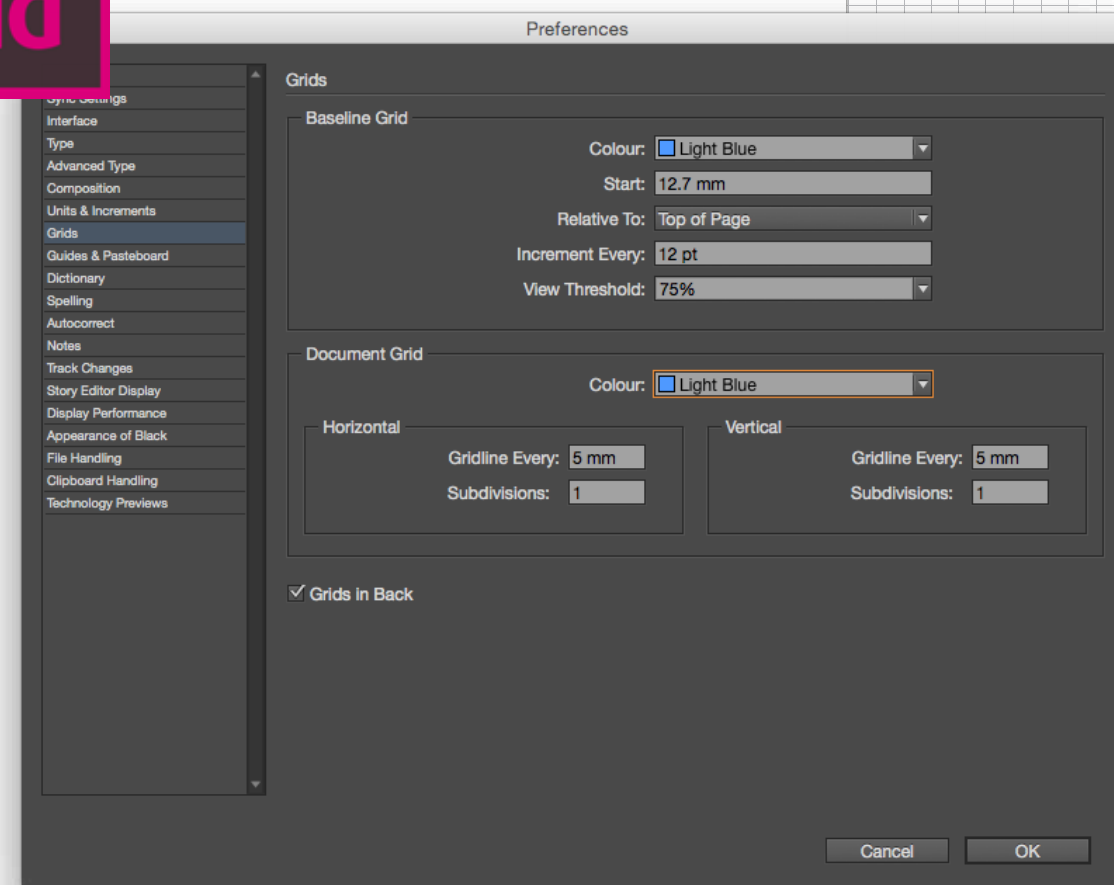 Preferences
Sync Settings
Interface
Type
Advanced Type
Composition
Units & Increments
Grids
Guides & Pasteboard
Dictionary
Spelling
Autocorrect
Notes
Track Changes
Story Editor Display
Display Performance
Appearance of Black
File Handling
Clipboard Handling
Technology Previews
Grids
Baseline Grid
Colour: Light Blue
Start: 12.7 mm
Relative To: Top of Page
Increment Every: 12 pt
View Threshold: 75%
Document Grid
Colour: Light Blue
Horizontal
Gridline Every: 5 mm
Subdivisions: 1
Vertical
Gridline Every: 5 mm
Subdivisions: 1
Grids in Back
Cancel OK